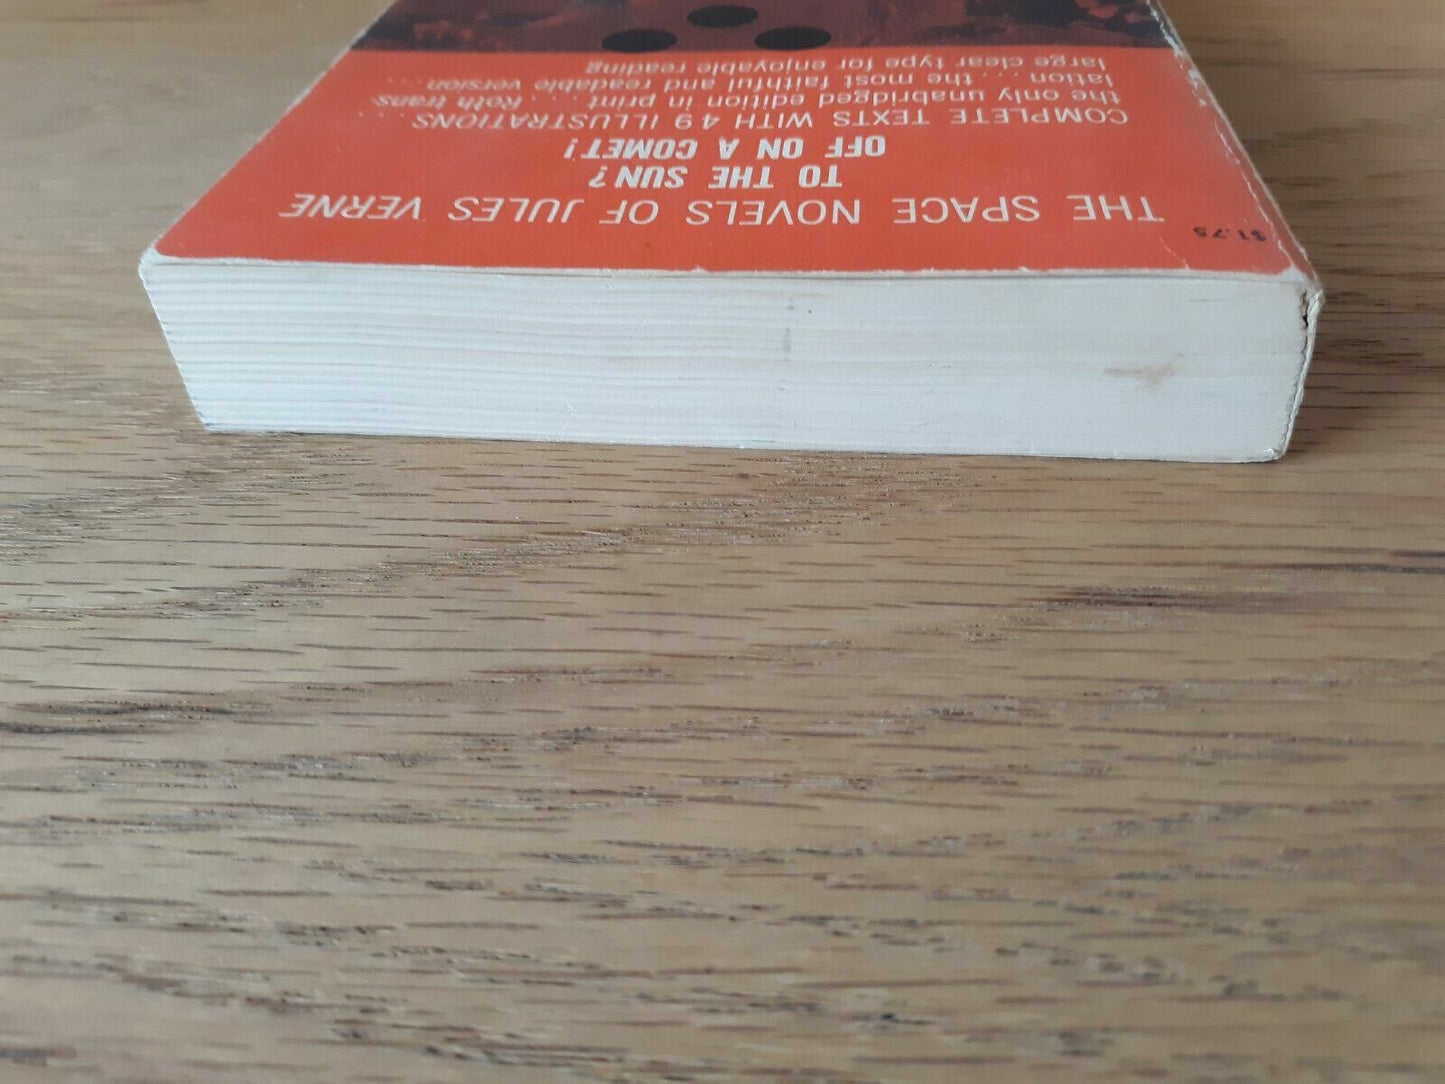 $1.75
THE SPACE NOVELS OF JULES VERNE
TO THE SUN?
OFF ON A COMET!
COMPLETE TEXTS WITH 49 ILLUSTRATIONS ...
the only unabridged edition in print ... Roth trans-
lation ... the most faithful and readable version ...
large clear type for enjoyable reading